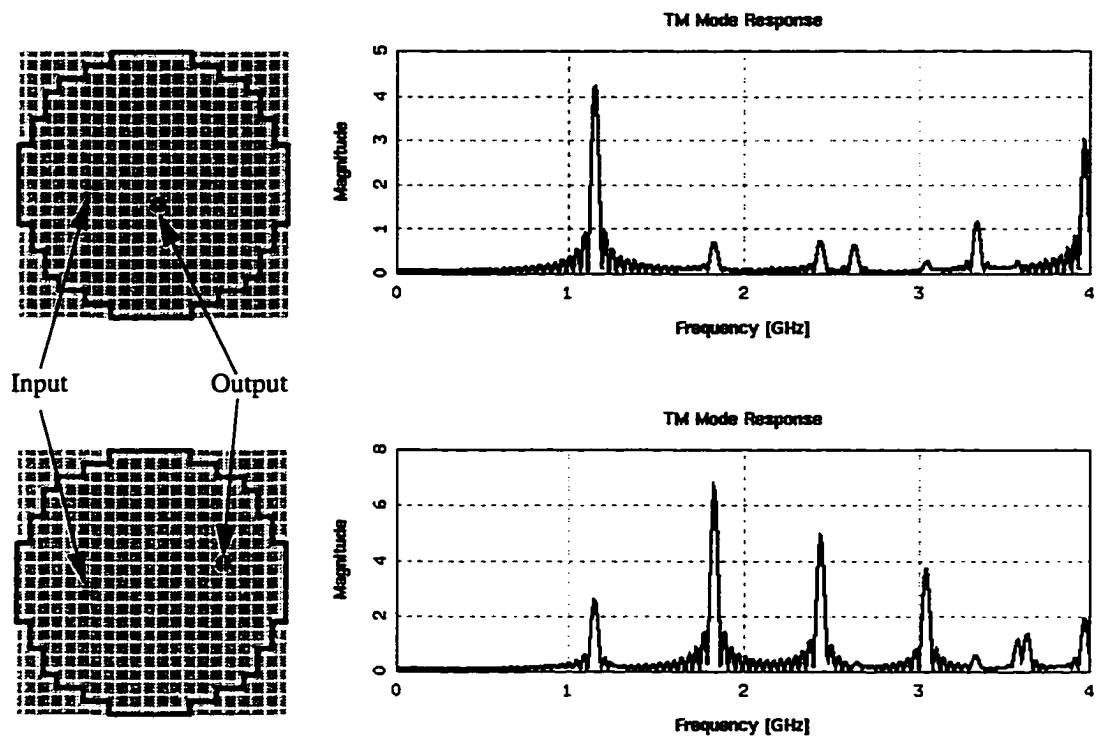 TM Mode Response
5
4
3
2
1
0
Magnitude
0 1 2 3 4
Frequency [GHz]
Input Output
TM Mode Response
8
6
4
2
0
Magnitude
0 1 2 3 4
Frequency [GHz]